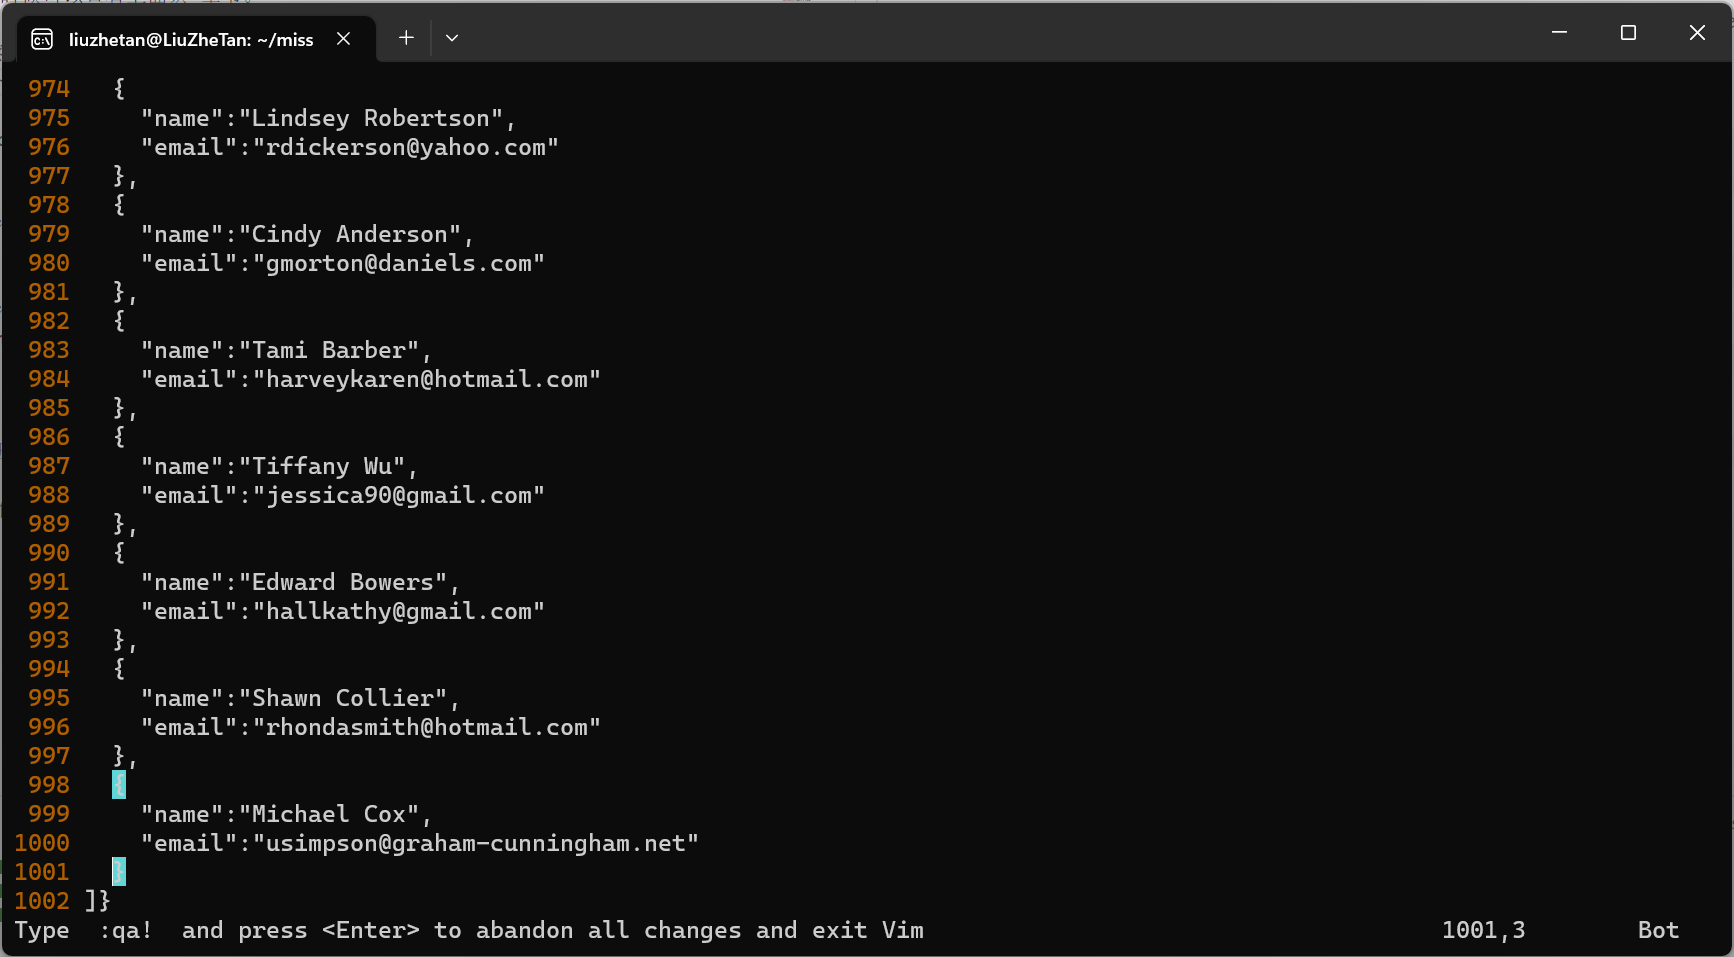 liuzhetan@LiuZheTan: ~/miss
974 {
975 "name":"Lindsey Robertson",
976 "email":"rdickerson@yahoo.com"
977 },
978 {
979 "name":"Cindy Anderson",
980 "email":"gmorton@daniels.com"
981 },
982 {
983 "name":"Tami Barber",
984 "email":"harveykaren@hotmail.com"
985 },
986 {
987 "name":"Tiffany Wu",
988 "email":"jessica90@gmail.com"
989 },
990 {
991 "name":"Edward Bowers",
992 "email":"hallkathy@gmail.com"
993 },
994 {
995 "name":"Shawn Collier",
996 "email":"rhondasmith@hotmail.com"
997 },
998 {
999 "name":"Michael Cox",
1000 "email":"usimpson@graham-cunningham.net"
1001 }
1002 ]}
Type  :qa!  and press <Enter> to abandon all changes and exit Vim 1001,3 Bot